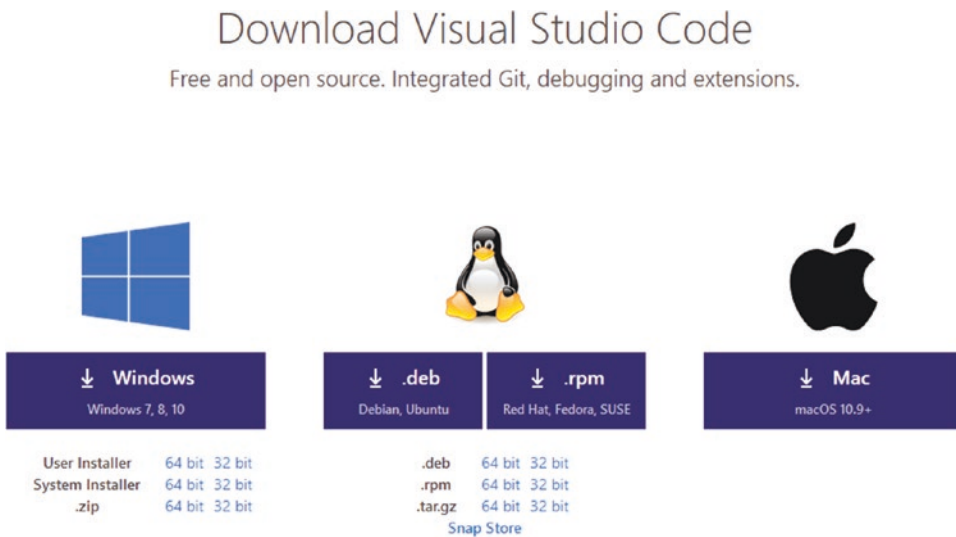 Download Visual Studio Code
Free and open source. Integrated Git, debugging and extensions.
Windows
Windows 7, 8, 10
User Installer 64 bit 32 bit
System Installer 64 bit 32 bit
.zip 64 bit 32 bit
.deb
Debian, Ubuntu
.rpm
Red Hat, Fedora, SUSE
.deb 64 bit 32 bit
.rpm 64 bit 32 bit
.tar.gz 64 bit 32 bit
Snap Store
Mac
macOS 10.9+